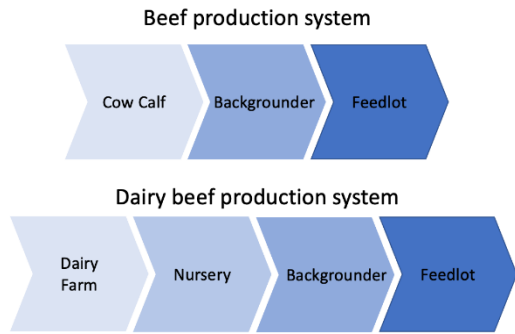 Beef production system
Cow Calf
Backgrounder
Feedlot
Dairy beef production system
Dairy
Farm
Nursery
Backgrounder
Feedlot